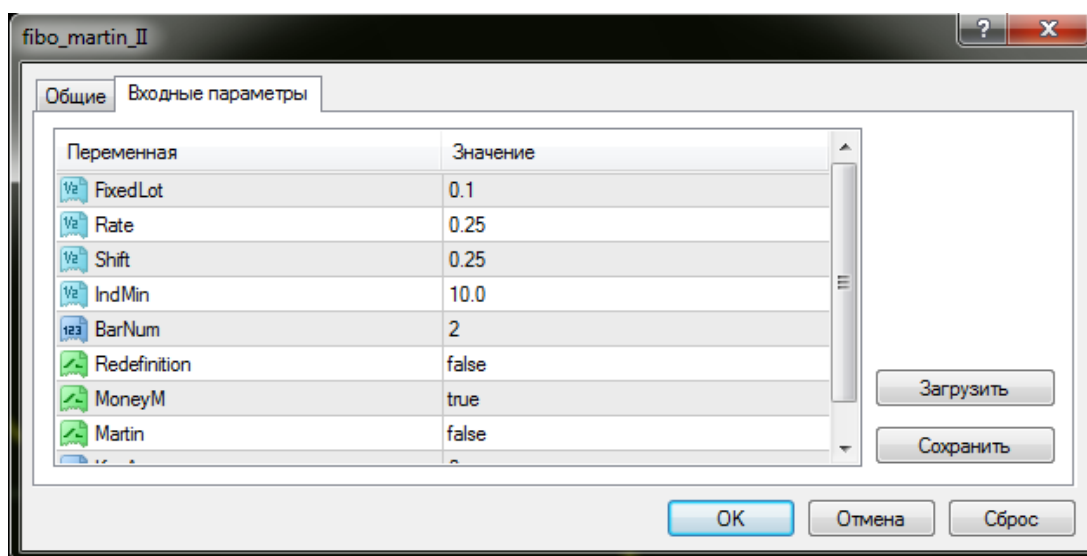 fibo_martin_II
Общие Входные параметры
Переменная Значение
FixedLot 0.1
Rate 0.25
Shift 0.25
IndMin 10.0
BarNum 2
Redefinition false
MoneyM true
Martin false
Загрузить
Сохранить
OK Отмена Сброс